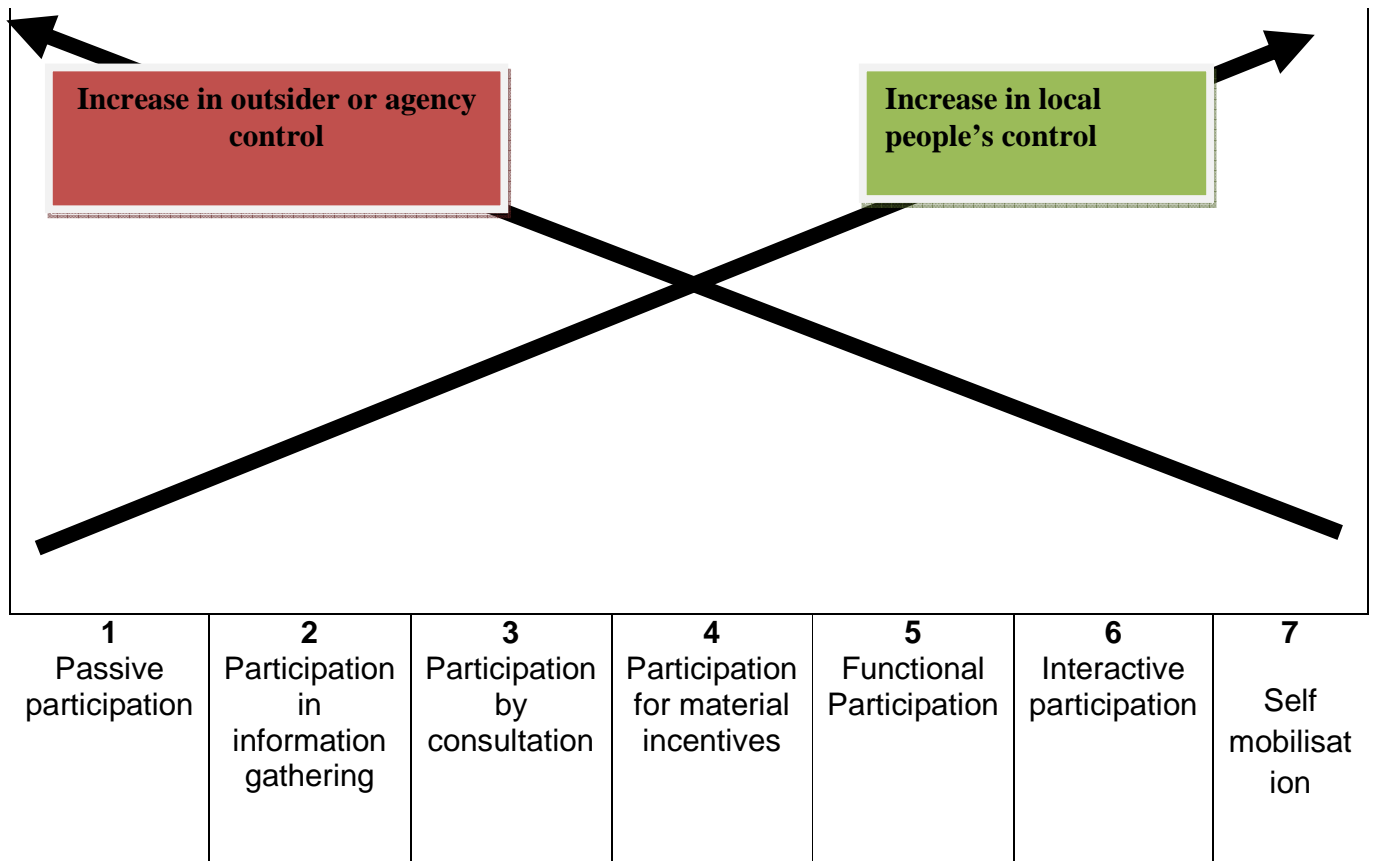 Increase in outsider or agency
control
Increase in local
people’s control
1
Passive
participation
2
Participation
in
information
gathering
3
Participation
by
consultation
4
Participation
for material
incentives
5
Functional
Participation
6
Interactive
participation
7
Self
mobilisat
ion